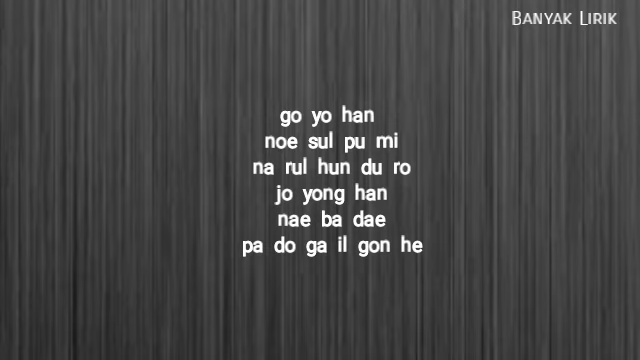 BANYAK LIRIK
go yo han
noe sul pu mi
na rul hun du ro
jo yong han
nae ba dae
pa do ga il gon he